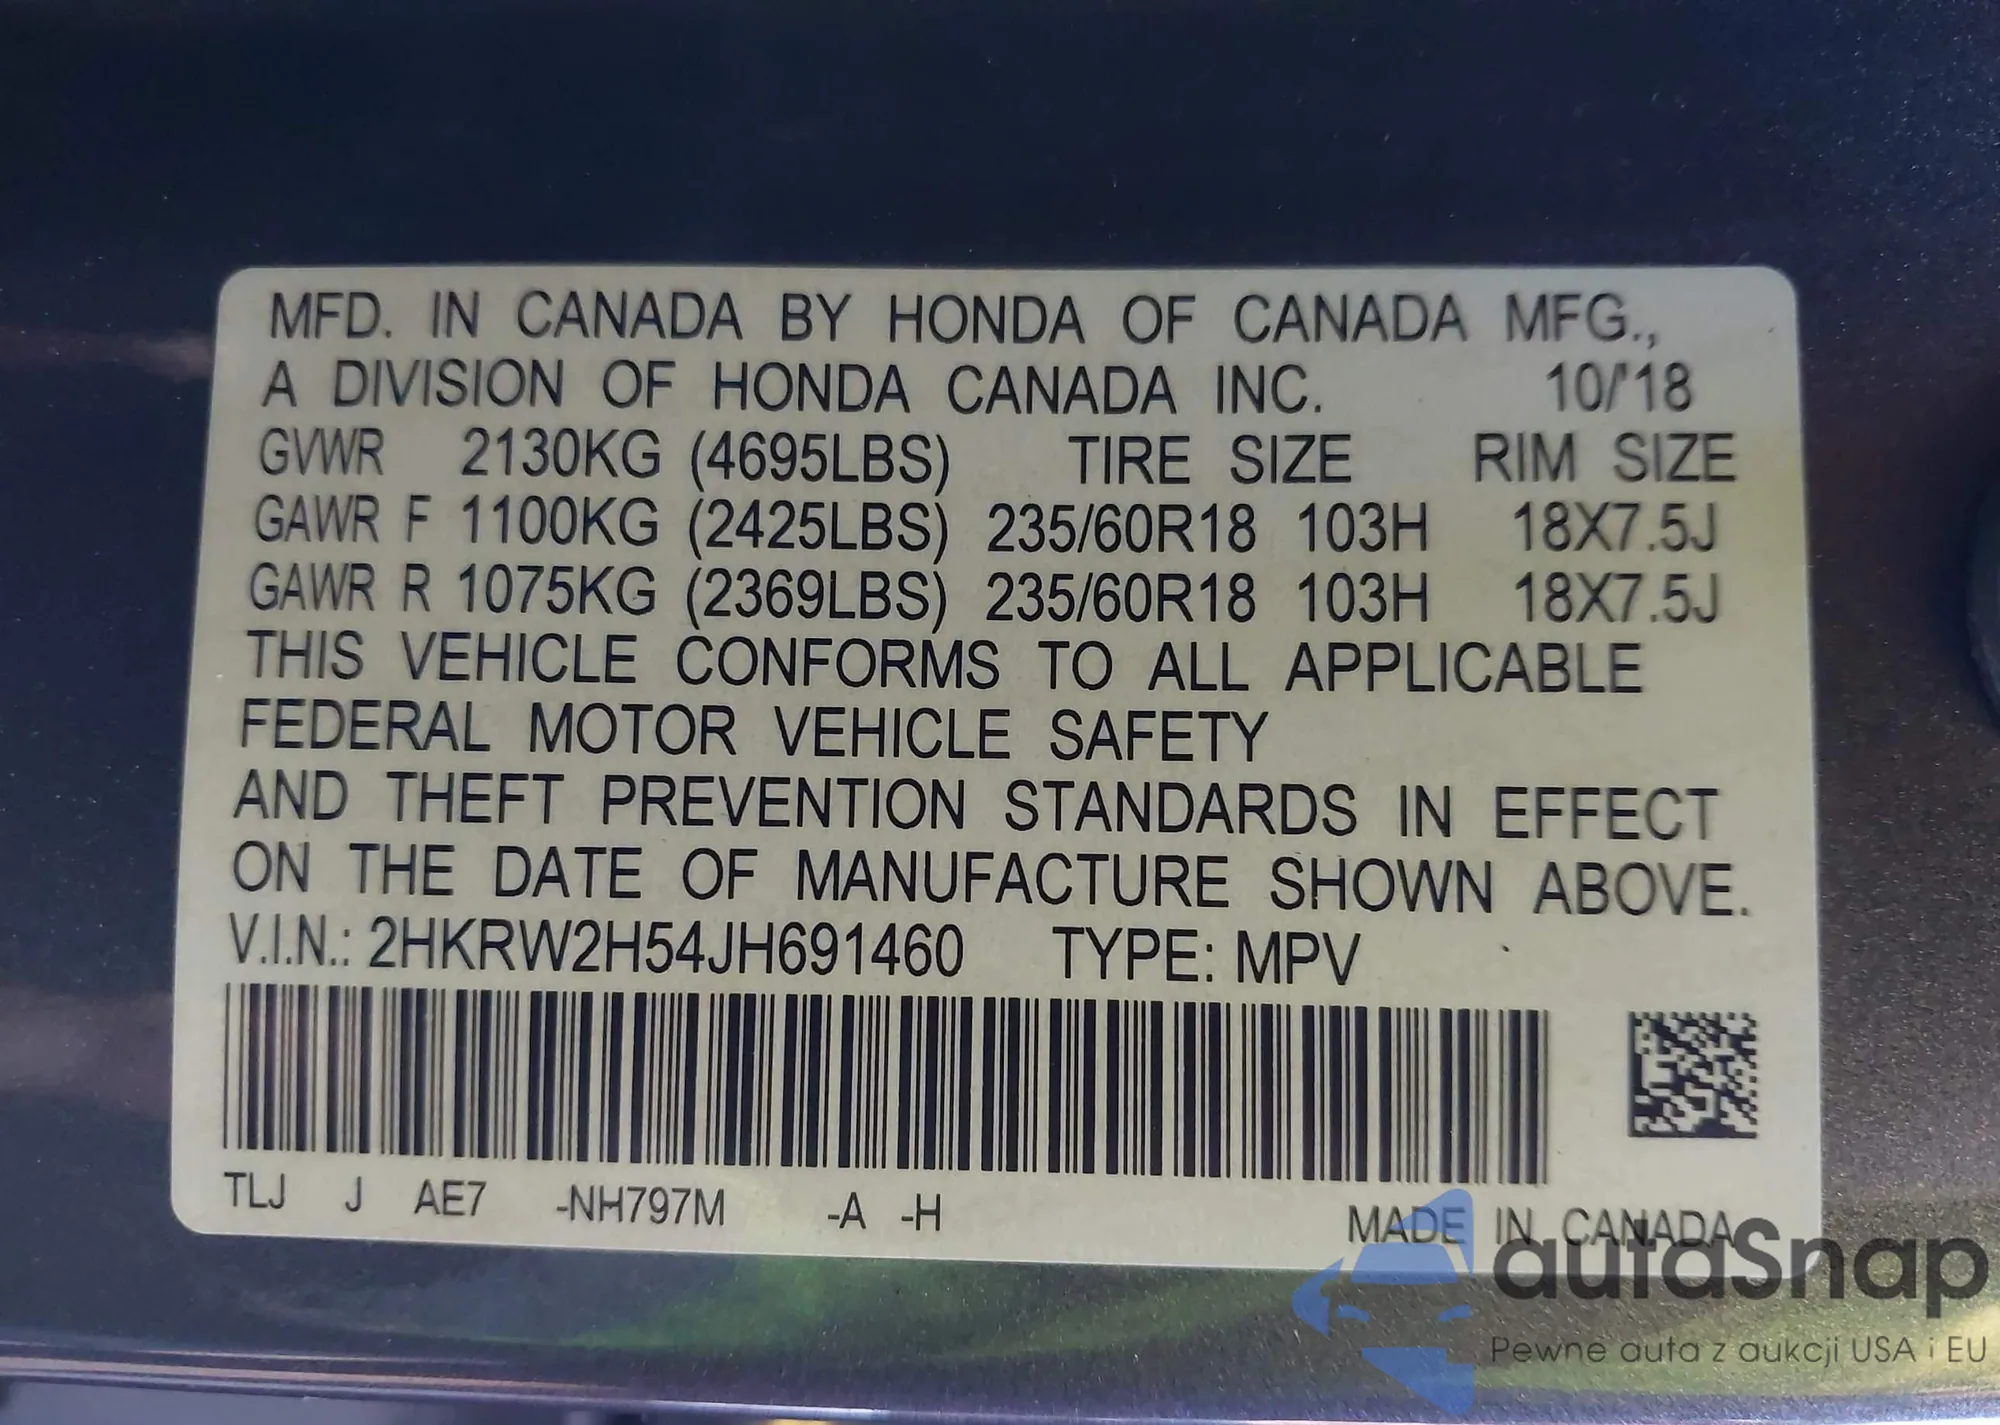 MFD. IN CANADA BY HONDA OF CANADA MFG.,
A DIVISION OF HONDA CANADA INC. 10/'18
GVWR 2130KG (4695LBS) TIRE SIZE RIM SIZE
GAWR F 1100KG (2425LBS) 235/60R18 103H 18X7.5J
GAWR R 1075KG (2369LBS) 235/60R18 103H 18X7.5J
THIS VEHICLE CONFORMS TO ALL APPLICABLE
FEDERAL MOTOR VEHICLE SAFETY
AND THEFT PREVENTION STANDARDS IN EFFECT
ON THE DATE OF MANUFACTURE SHOWN ABOVE.
V.I.N.: 2HKRW2H54JH691460 TYPE: MPV
TLJ J AE7 -NH797M -A -H MADE IN CANADA
autaSnap
Pewne auta z aukcji USA i EU